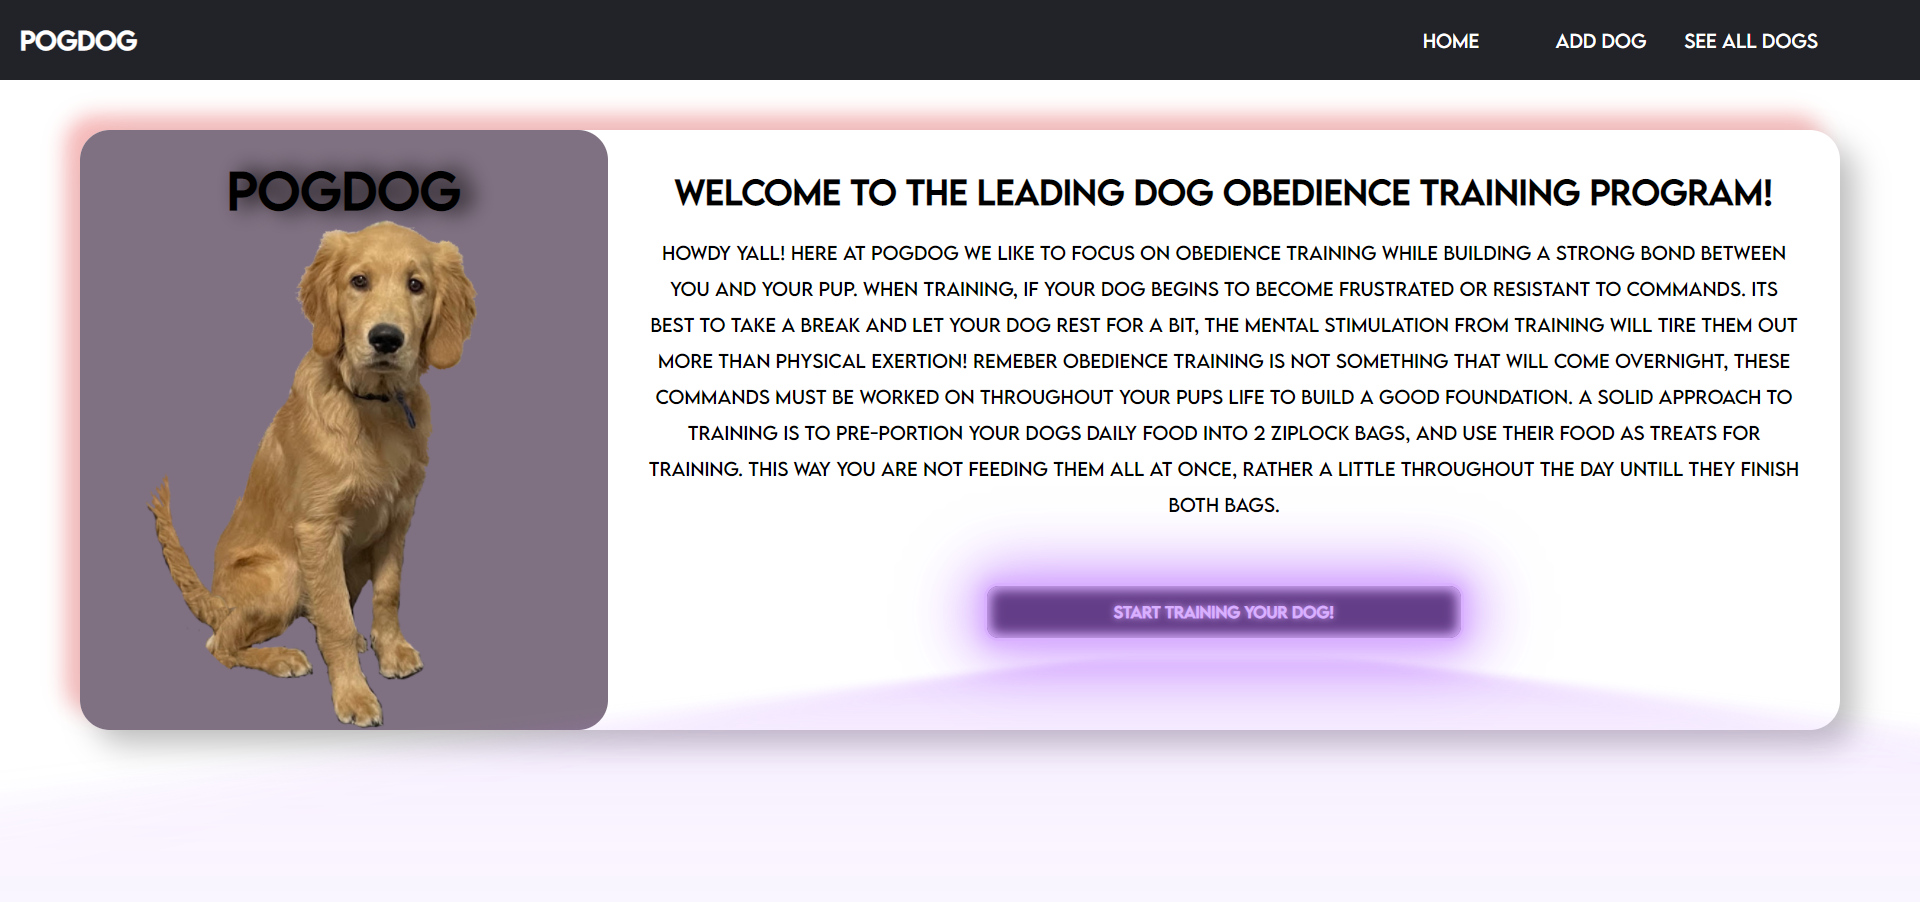 POGDOG
HOME
ADD DOG
SEE ALL DOGS
POGDOG
WELCOME TO THE LEADING DOG OBEDIENCE TRAINING PROGRAM!
HOWDY YALL! HERE AT POGDOG WE LIKE TO FOCUS ON OBEDIENCE TRAINING WHILE BUILDING A STRONG BOND BETWEEN
YOU AND YOUR PUP. WHEN TRAINING, IF YOUR DOG BEGINS TO BECOME FRUSTRATED OR RESISTANT TO COMMANDS. ITS
BEST TO TAKE A BREAK AND LET YOUR DOG REST FOR A BIT, THE MENTAL STIMULATION FROM TRAINING WILL TIRE THEM OUT
MORE THAN PHYSICAL EXERTION! REMEBER OBEDIENCE TRAINING IS NOT SOMETHING THAT WILL COME OVERNIGHT, THESE
COMMANDS MUST BE WORKED ON THROUGHOUT YOUR PUPS LIFE TO BUILD A GOOD FOUNDATION. A SOLID APPROACH TO
TRAINING IS TO PRE-PORTION YOUR DOGS DAILY FOOD INTO 2 ZIPLOCK BAGS, AND USE THEIR FOOD AS TREATS FOR
TRAINING. THIS WAY YOU ARE NOT FEEDING THEM ALL AT ONCE, RATHER A LITTLE THROUGHOUT THE DAY UNTILL THEY FINISH
BOTH BAGS.
START TRAINING YOUR DOG!